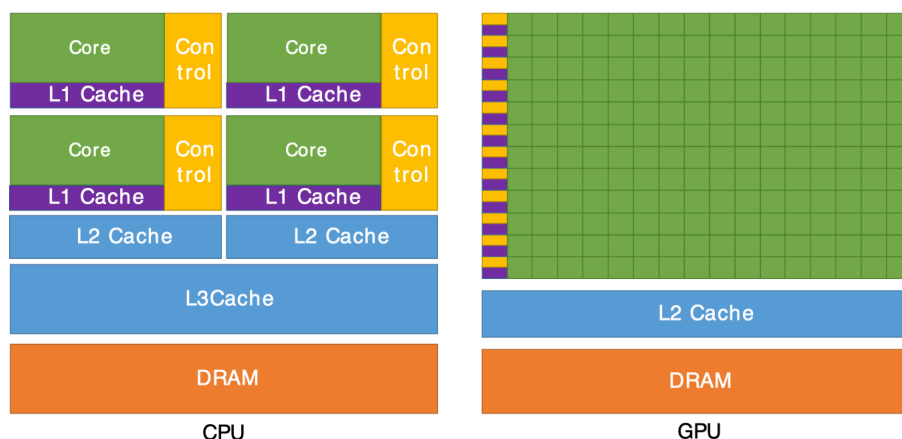 Core
Con
trol
L1 Cache
Core
Con
trol
L1 Cache
Core
Con
trol
L1 Cache
Core
Con
trol
L1 Cache
L2 Cache
L2 Cache
L3Cache
DRAM
CPU
L2 Cache
DRAM
GPU